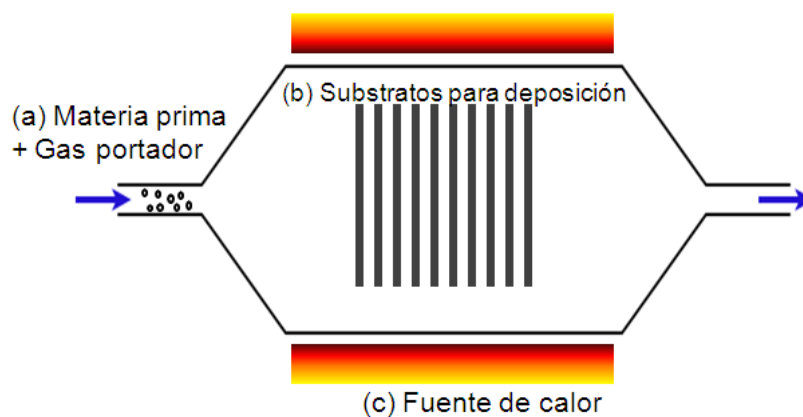 (b) Substratos para deposición
(a) Materia prima
+ Gas portador
(c) Fuente de calor